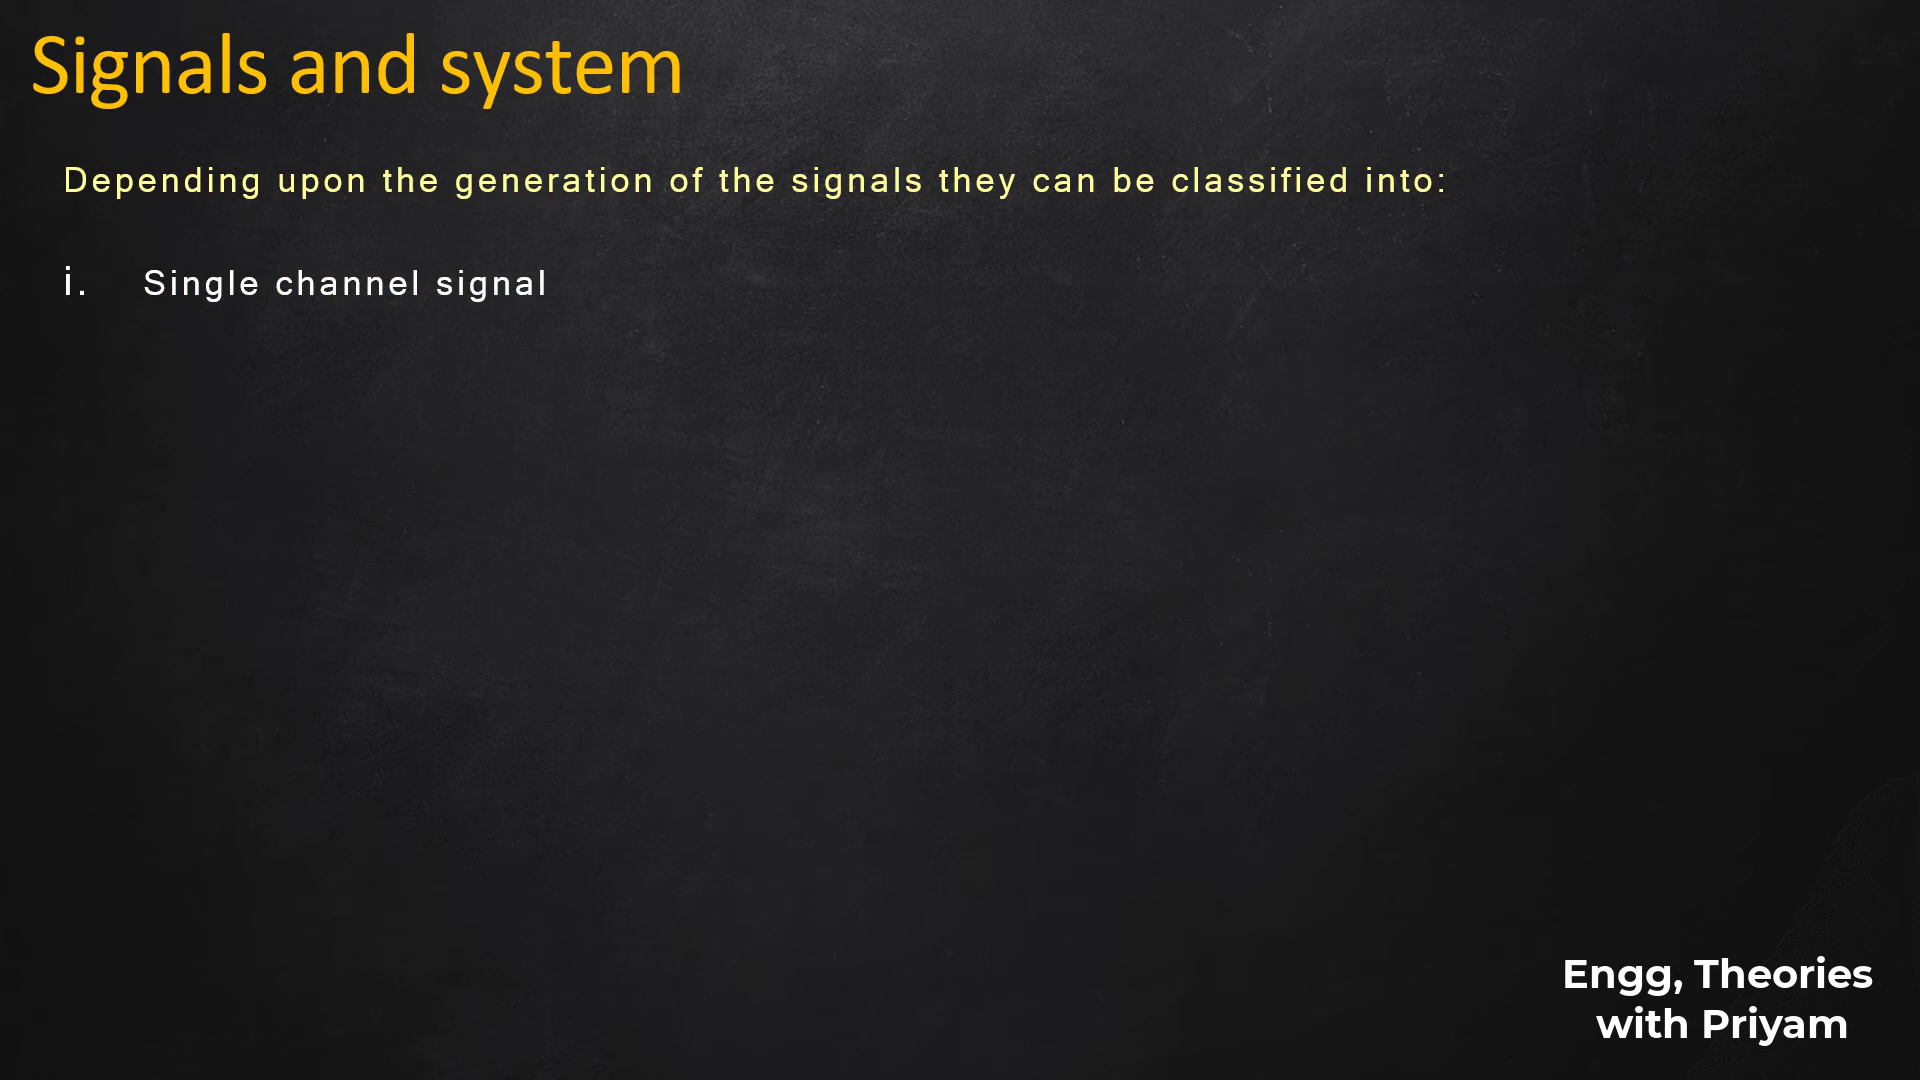 Signals and system
Depending upon the generation of the signals they can be classified into:
i. Single channel signal
Engg, Theories
with Priyam